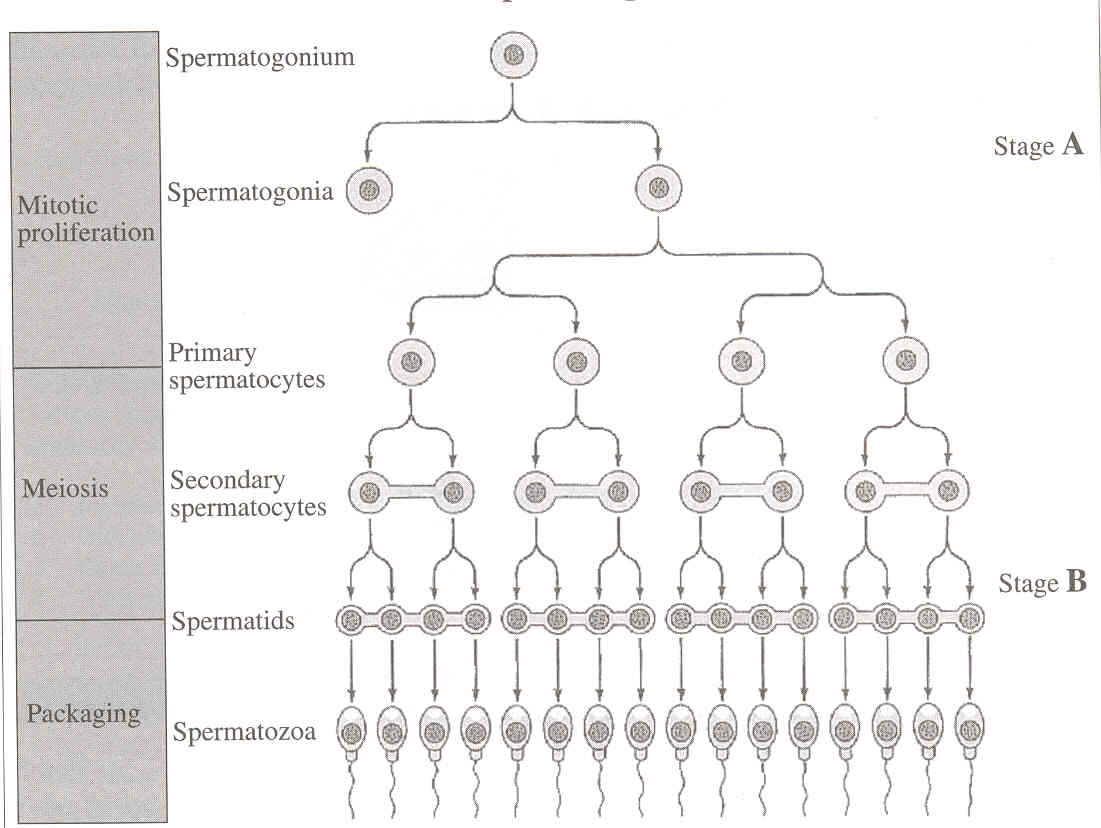 Spermatogonium
Stage A
Spermatogonia
Mitotic
proliferation
Primary
spermatocytes
Meiosis
Secondary
spermatocytes
Stage B
Spermatids
Packaging
Spermatozoa